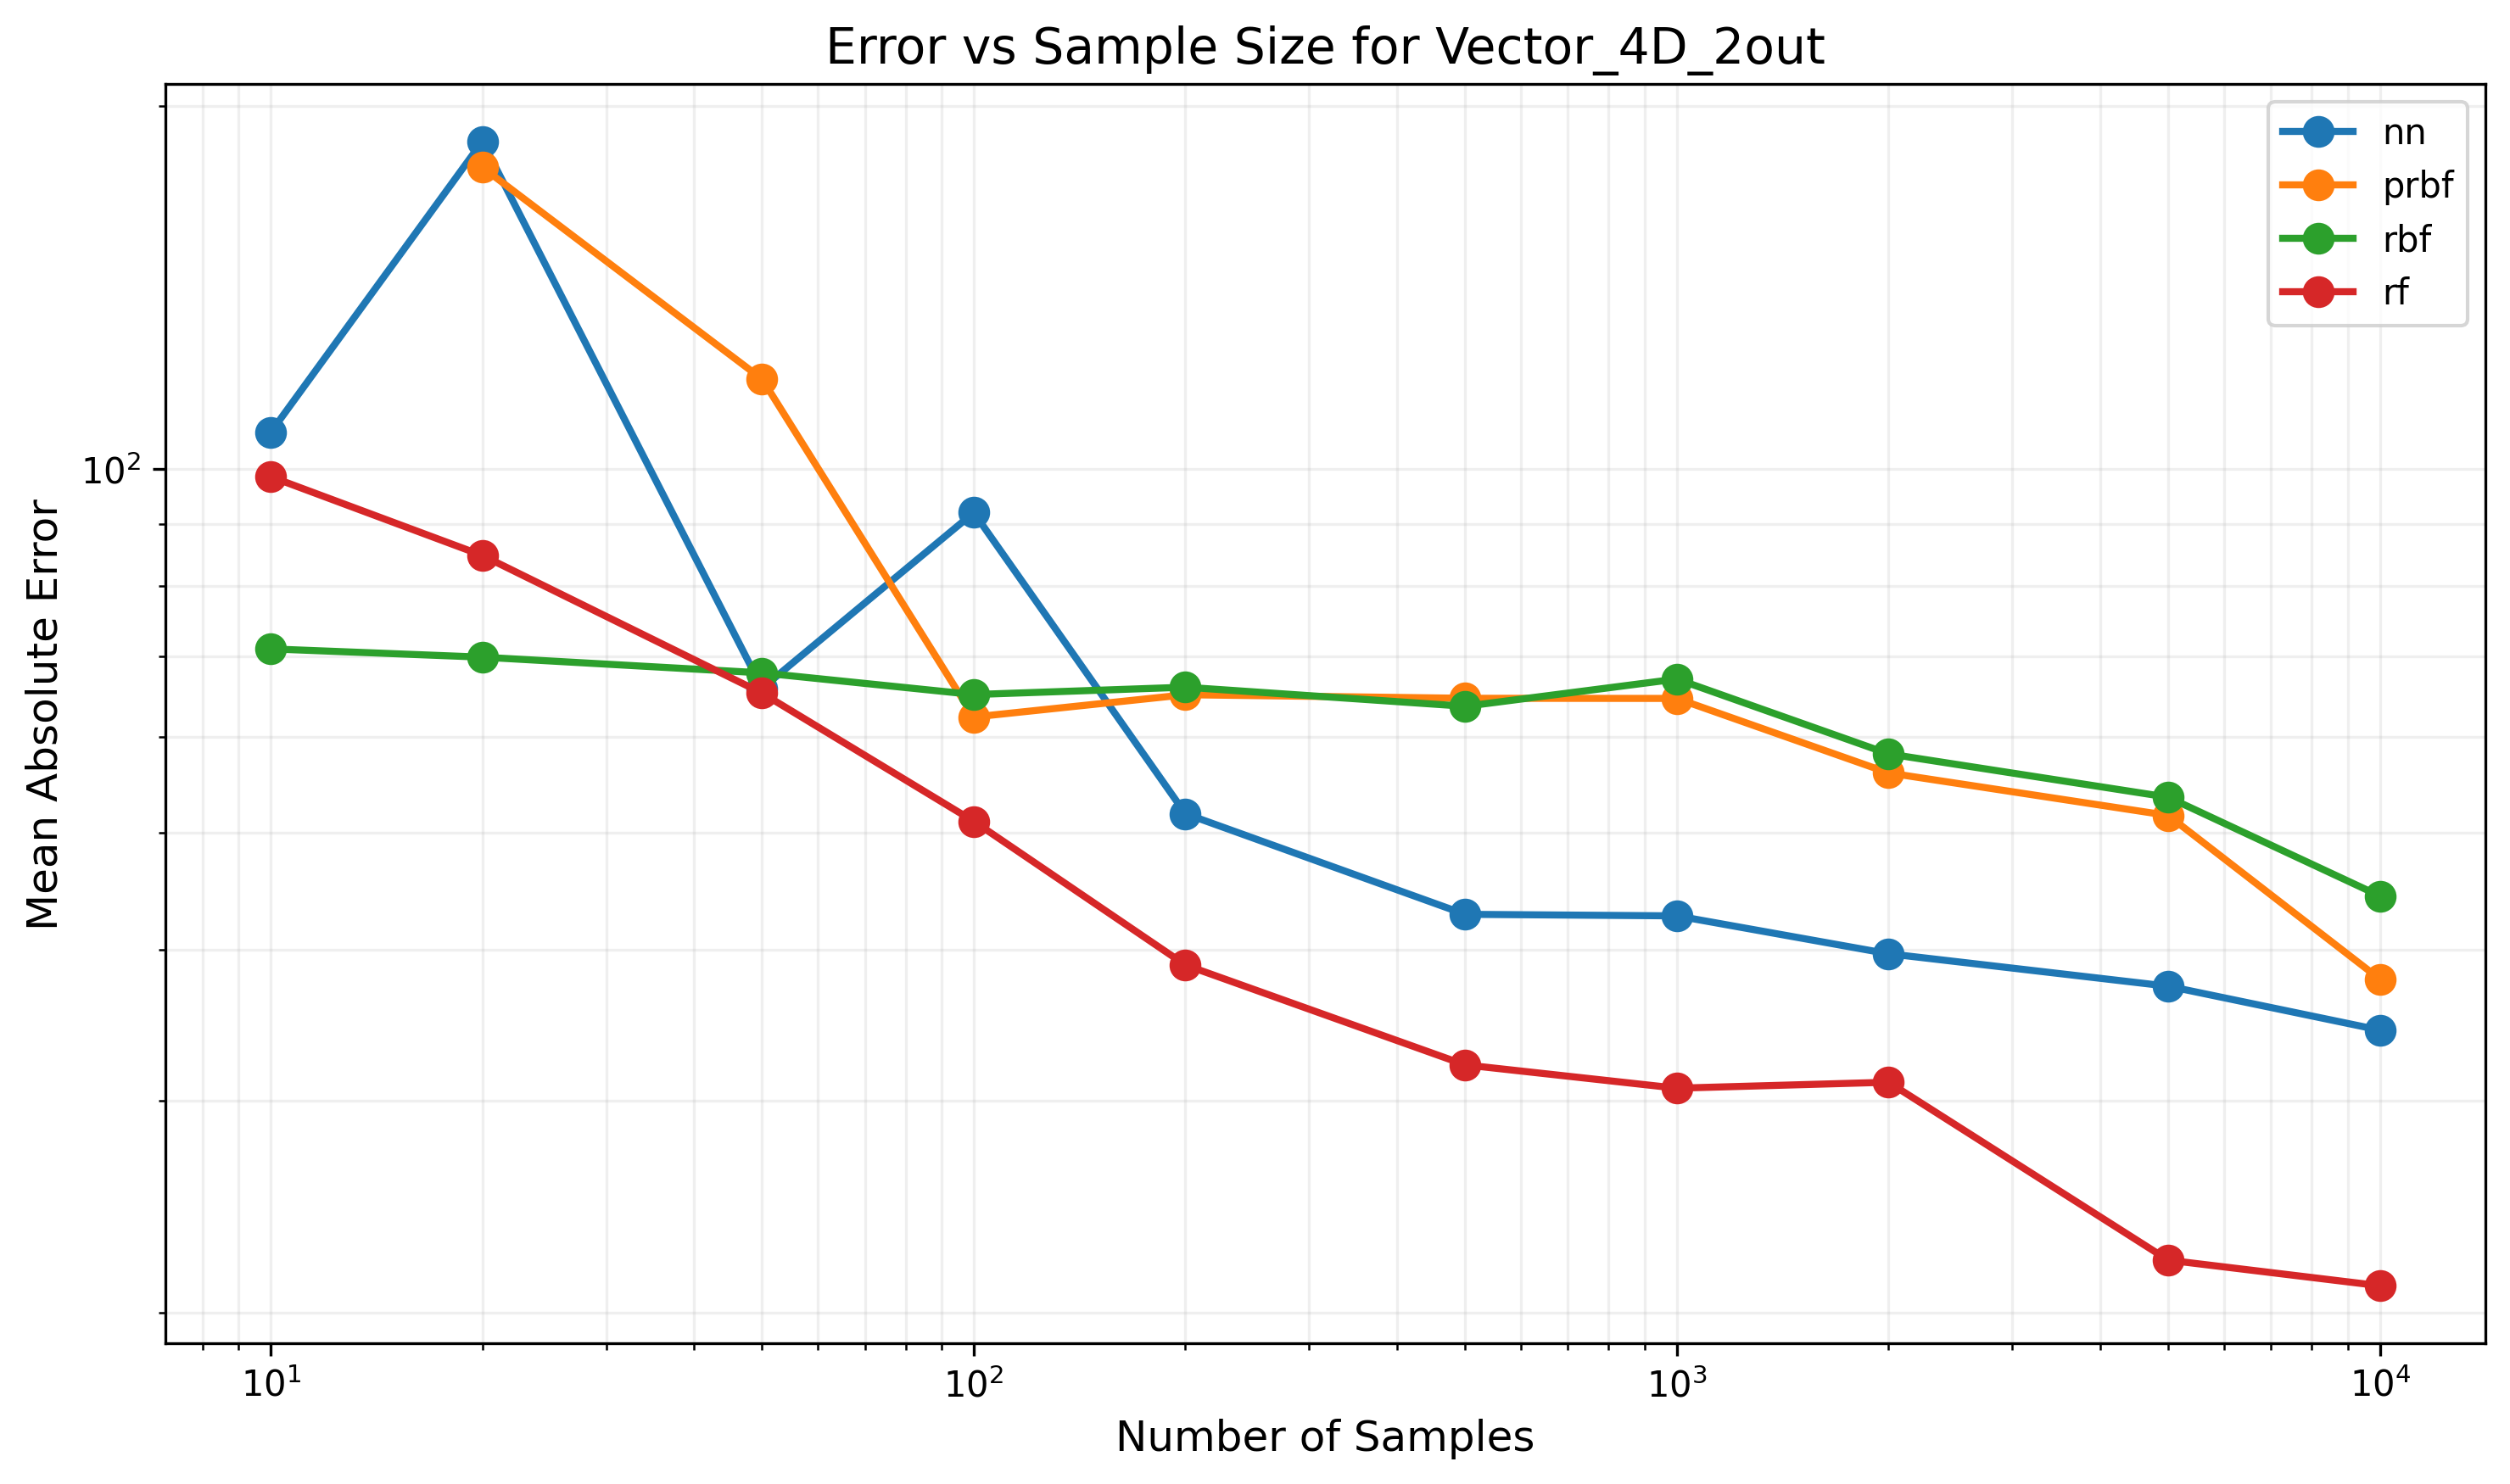 Error vs Sample Size for Vector_4D_2out
nn
prbf
rbf
rf
10²
Mean Absolute Error
10¹ 10² 10³ 10⁴
Number of Samples